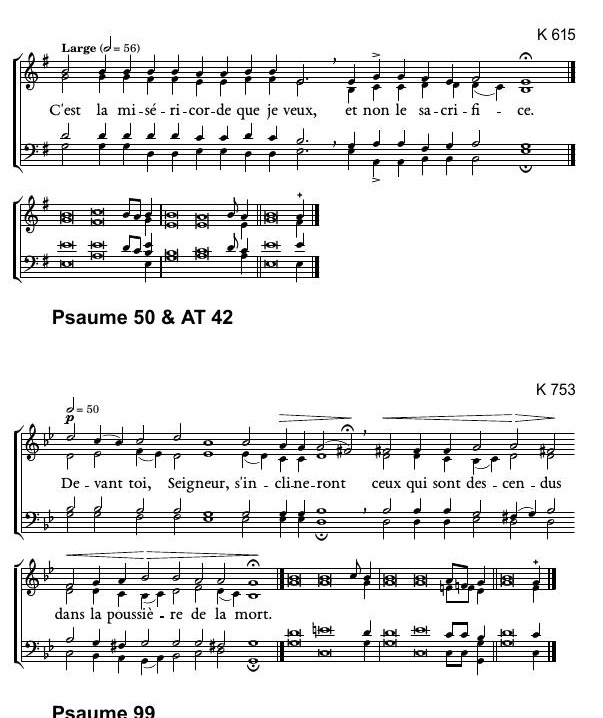 K 615
Large (𝅗𝅥 = 56)
C'est la mi-sé-ri-cor-de que je veux, et non le sa-cri-fi-ce.
Psaume 50 & AT 42
K 753
𝅗𝅥 = 50
p
De-vant toi, Seigneur, s'in-cli-ne-ront ceux qui sont des-cen-dus
dans la poussiè-re de la mort.
Psaume 99